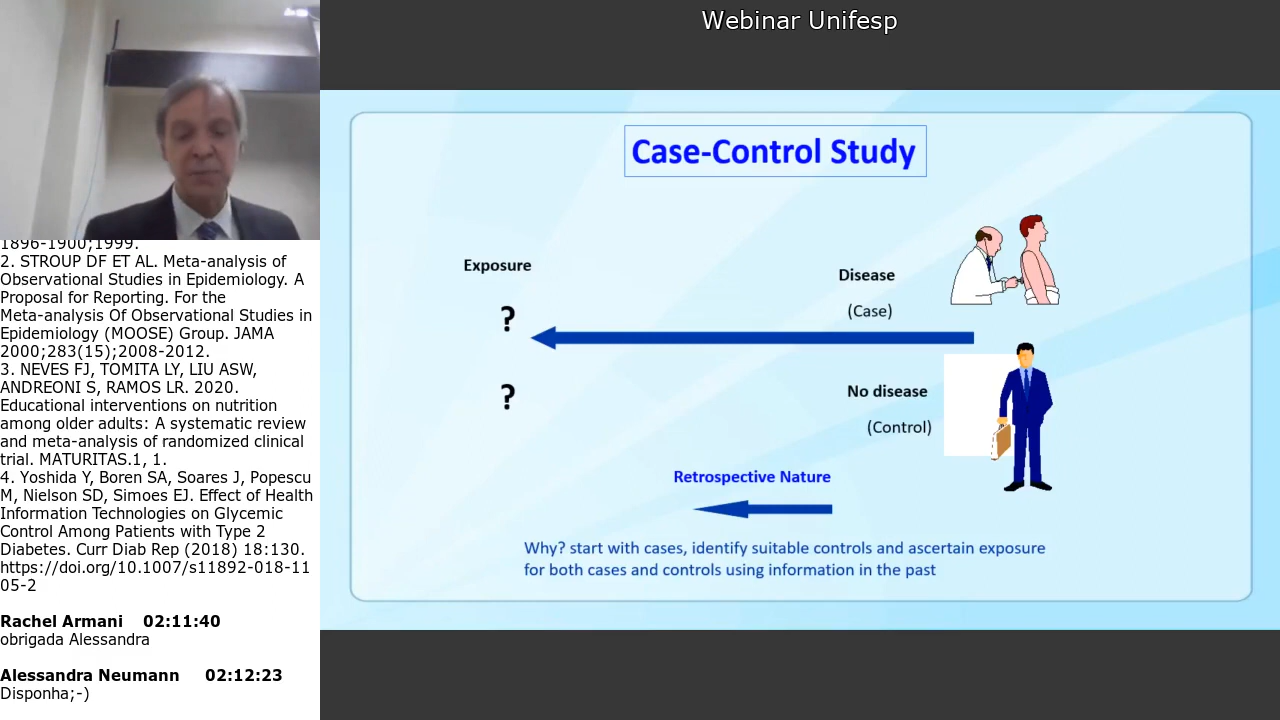 Webinar Unifesp
1896-1900;1999.
2. STROUP DF ET AL. Meta-analysis of
Observational Studies in Epidemiology. A
Proposal for Reporting. For the
Meta-analysis Of Observational Studies in
Epidemiology (MOOSE) Group. JAMA
2000;283(15);2008-2012.
3. NEVES FJ, TOMITA LY, LIU ASW,
ANDREONI S, RAMOS LR. 2020.
Educational interventions on nutrition
among older adults: A systematic review
and meta-analysis of randomized clinical
trial. MATURITAS.1, 1.
4. Yoshida Y, Boren SA, Soares J, Popescu
M, Nielson SD, Simoes EJ. Effect of Health
Information Technologies on Glycemic
Control Among Patients with Type 2
Diabetes. Curr Diab Rep (2018) 18:130.
https://doi.org/10.1007/s11892-018-11
05-2
Rachel Armani 02:11:40
obrigada Alessandra
Alessandra Neumann 02:12:23
Disponha;-)
Case-Control Study
Exposure
Disease
(Case)
?
?
No disease
(Control)
Retrospective Nature
Why? start with cases, identify suitable controls and ascertain exposure
for both cases and controls using information in the past